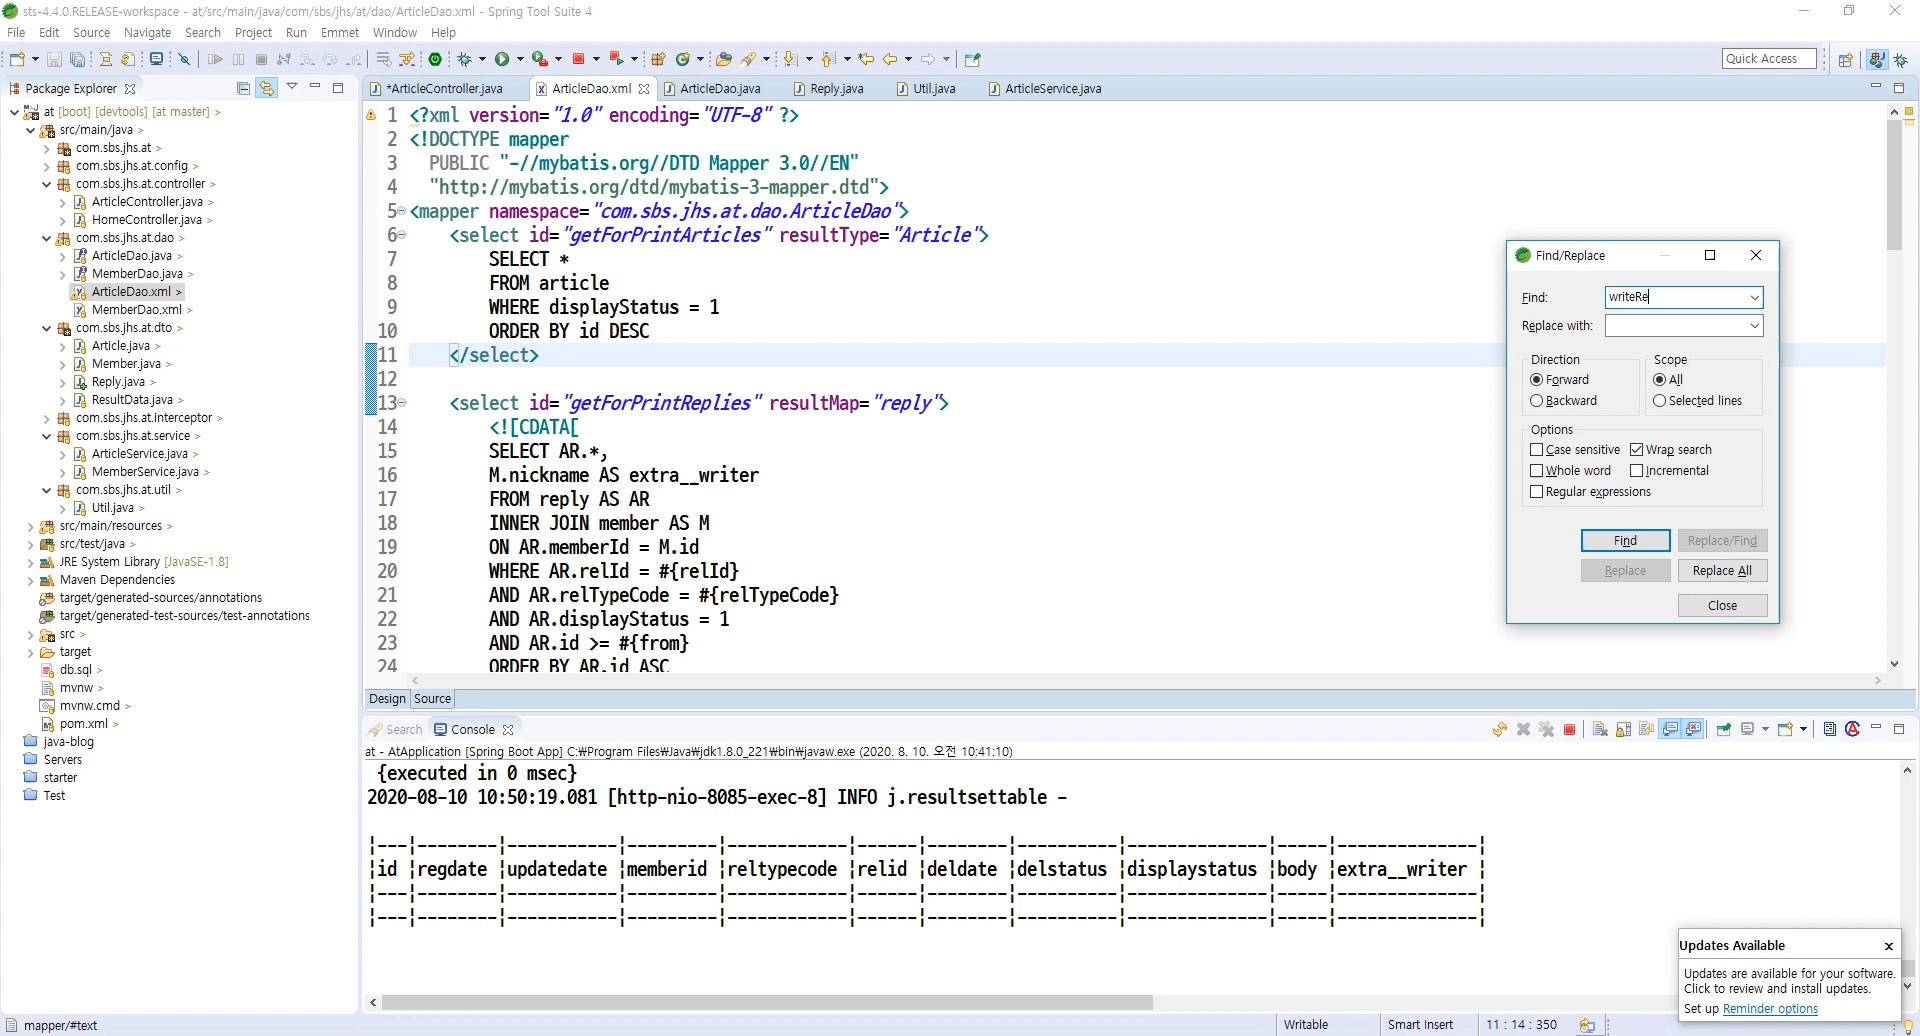 sts-4.4.0.RELEASE-workspace - at/src/main/java/com/sbs/jhs/at/dao/ArticleDao.xml - Spring Tool Suite 4
File Edit Source Navigate Search Project Run Emmet Window Help
Quick Access
Package Explorer
at [boot] [devtools] [at master] >
src/main/java >
com.sbs.jhs.at >
com.sbs.jhs.at.config >
com.sbs.jhs.at.controller >
ArticleController.java >
HomeController.java >
com.sbs.jhs.at.dao >
ArticleDao.java >
MemberDao.java >
ArticleDao.xml >
MemberDao.xml >
com.sbs.jhs.at.dto >
Article.java >
Member.java >
Reply.java >
ResultData.java >
com.sbs.jhs.at.interceptor >
com.sbs.jhs.at.service >
ArticleService.java >
MemberService.java >
com.sbs.jhs.at.util >
Util.java >
src/main/resources >
src/test/java >
JRE System Library [JavaSE-1.8]
Maven Dependencies
target/generated-sources/annotations
target/generated-test-sources/test-annotations
src >
target
db.sql >
mvnw >
mvnw.cmd >
pom.xml >
java-blog
Servers
starter
Test
*ArticleController.java ArticleDao.xml ArticleDao.java Reply.java Util.java ArticleService.java
1 <?xml version="1.0" encoding="UTF-8" ?>
2 <!DOCTYPE mapper
3 PUBLIC "-//mybatis.org//DTD Mapper 3.0//EN"
4 "http://mybatis.org/dtd/mybatis-3-mapper.dtd">
5 <mapper namespace="com.sbs.jhs.at.dao.ArticleDao">
6 <select id="getForPrintArticles" resultType="Article">
7 SELECT *
8 FROM article
9 WHERE displayStatus = 1
10 ORDER BY id DESC
11 </select>
12
13 <select id="getForPrintReplies" resultMap="reply">
14 <![CDATA[
15 SELECT AR.*,
16 M.nickname AS extra__writer
17 FROM reply AS AR
18 INNER JOIN member AS M
19 ON AR.memberId = M.id
20 WHERE AR.relId = #{relId}
21 AND AR.relTypeCode = #{relTypeCode}
22 AND AR.displayStatus = 1
23 AND AR.id >= #{from}
24 ORDER BY AR.id ASC
Design Source
Find/Replace
Find: writeRe
Replace with:
Direction
Forward
Backward
Scope
All
Selected lines
Options
Case sensitive Wrap search
Whole word Incremental
Regular expressions
Find Replace/Find
Replace Replace All
Close
Search Console
at - AtApplication [Spring Boot App] C:₩Program Files₩Java₩jdk1.8.0_221₩bin₩javaw.exe (2020. 8. 10. 오전 10:41:10)
{executed in 0 msec}
2020-08-10 10:50:19.081 [http-nio-8085-exec-8] INFO j.resultsettable -
|---|--------|-----------|---------|------------|------|--------|----------|--------------|-----|--------------|
|id |regdate |updatedate |memberid |reltypecode |relid |deldate |delstatus |displaystatus |body |extra__writer |
|---|--------|-----------|---------|------------|------|--------|----------|--------------|-----|--------------|
|---|--------|-----------|---------|------------|------|--------|----------|--------------|-----|--------------|
Updates Available
Updates are available for your software.
Click to review and install updates.
Set up Reminder options
mapper/#text
Writable Smart Insert 11 : 14 : 350